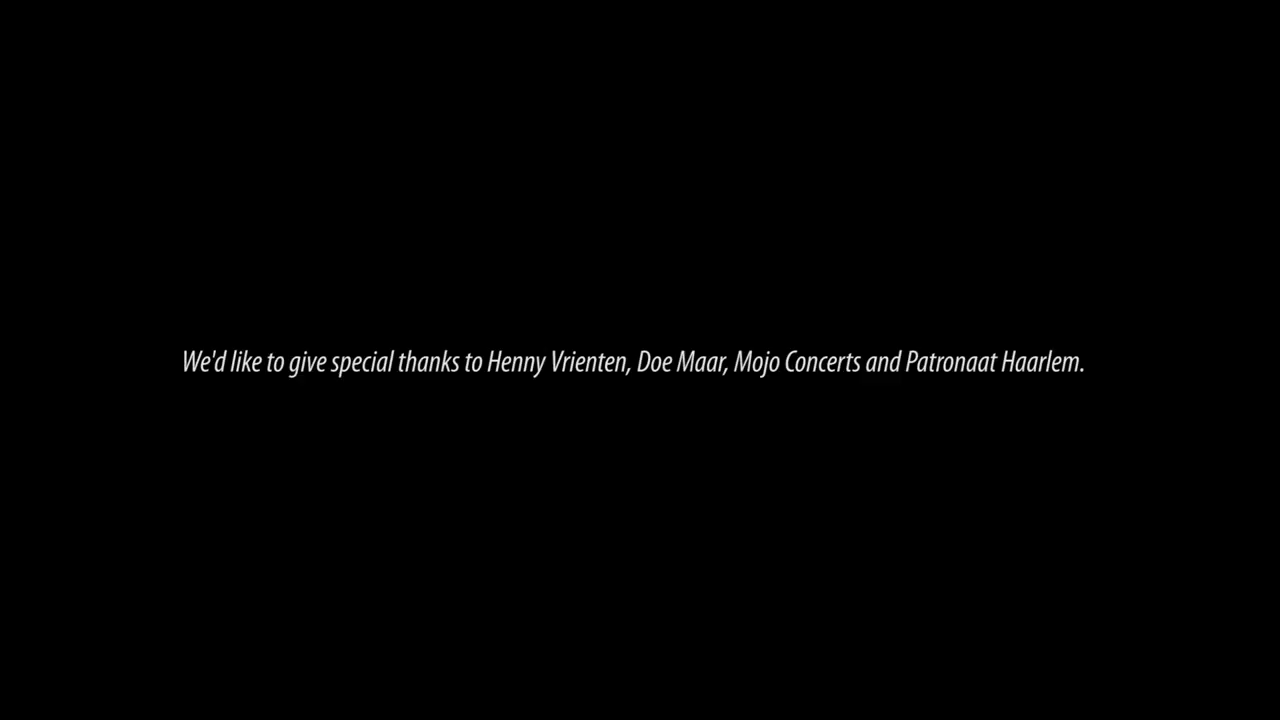 We'd like to give special thanks to Henny Vrienten, Doe Maar, Mojo Concerts and Patronaat Haarlem.